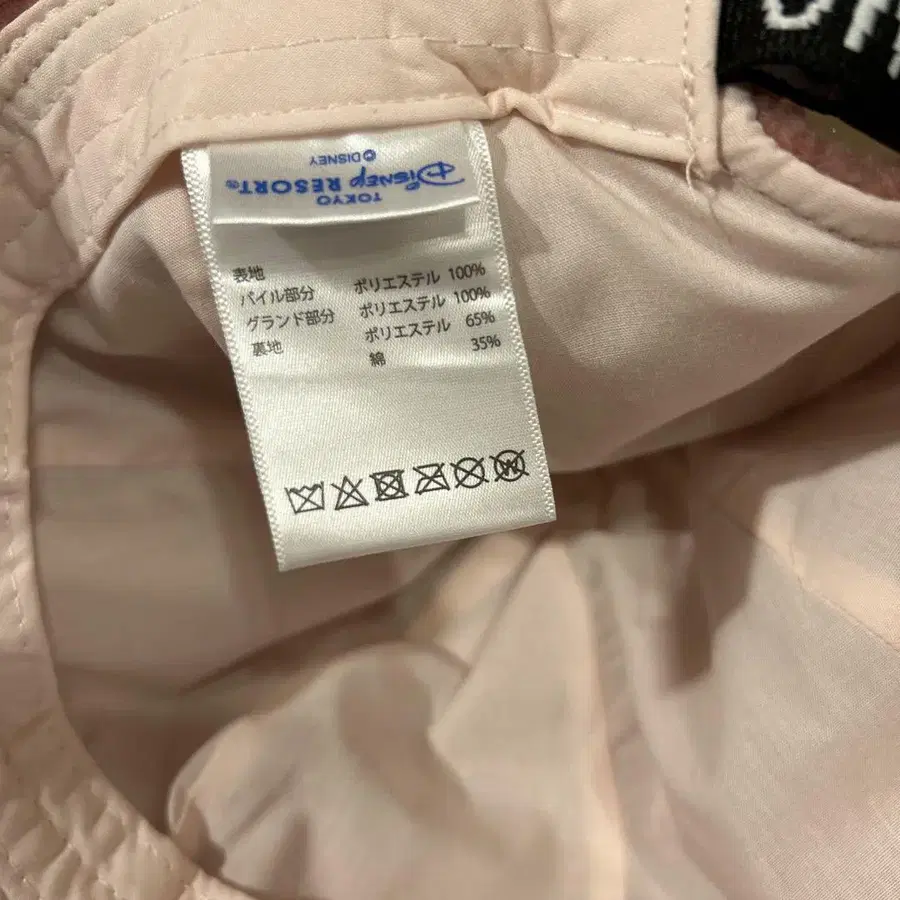 TOKYO
Disney RESORT®
© DISNEY
表地
パイル部分 ポリエステル 100%
グランド部分 ポリエステル 100%
裏地 ポリエステル 65%
綿 35%